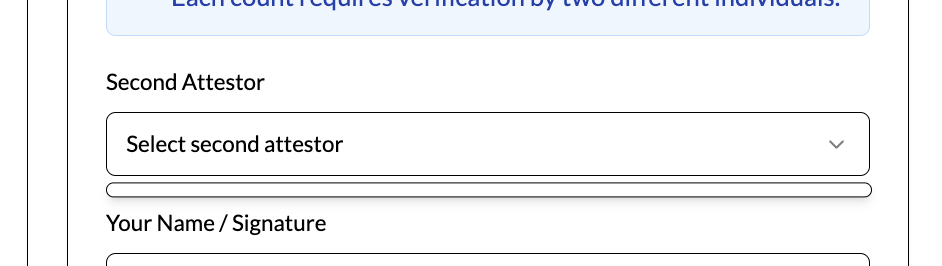 Each count requires verification by two different individuals.
Second Attestor
Select second attestor
Your Name / Signature